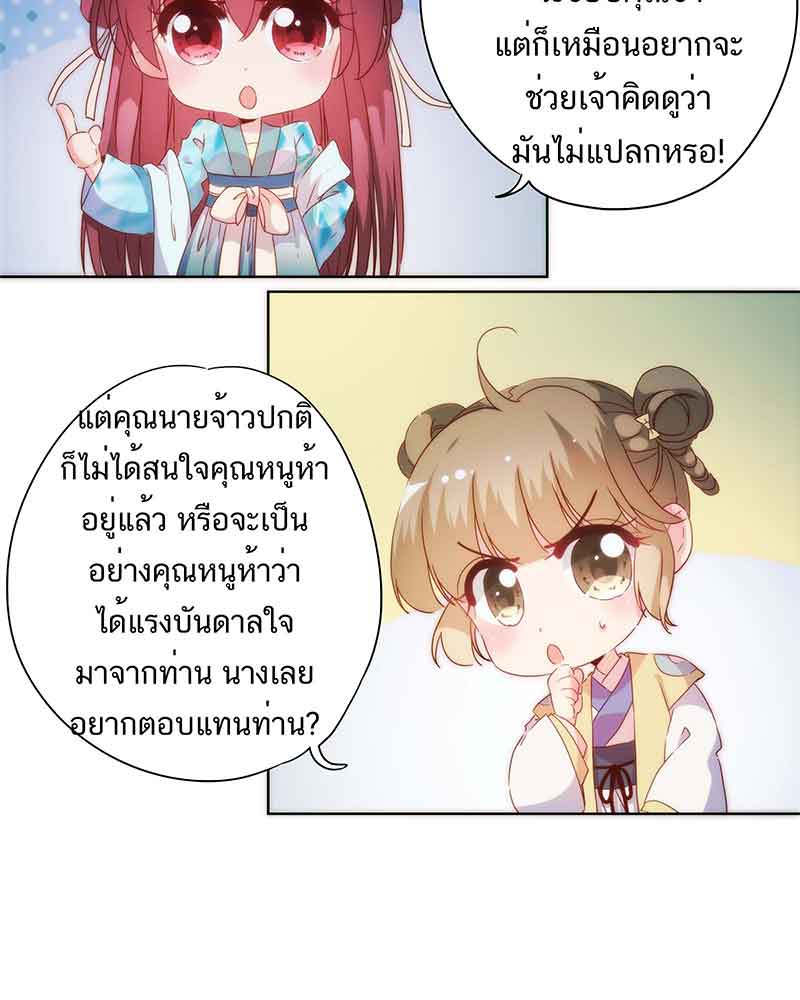 แต่ก็เหมือนอยากจะ
ช่วยเจ้าคิดดูว่า
มันไม่แปลกหรอ!
แต่คุณนายจ้าวปกติ
ก็ไม่ได้สนใจคุณหนูห้า
อยู่แล้ว หรือจะเป็น
อย่างคุณหนูห้าว่า
ได้แรงบันดาลใจ
มาจากท่าน นางเลย
อยากตอบแทนท่าน?